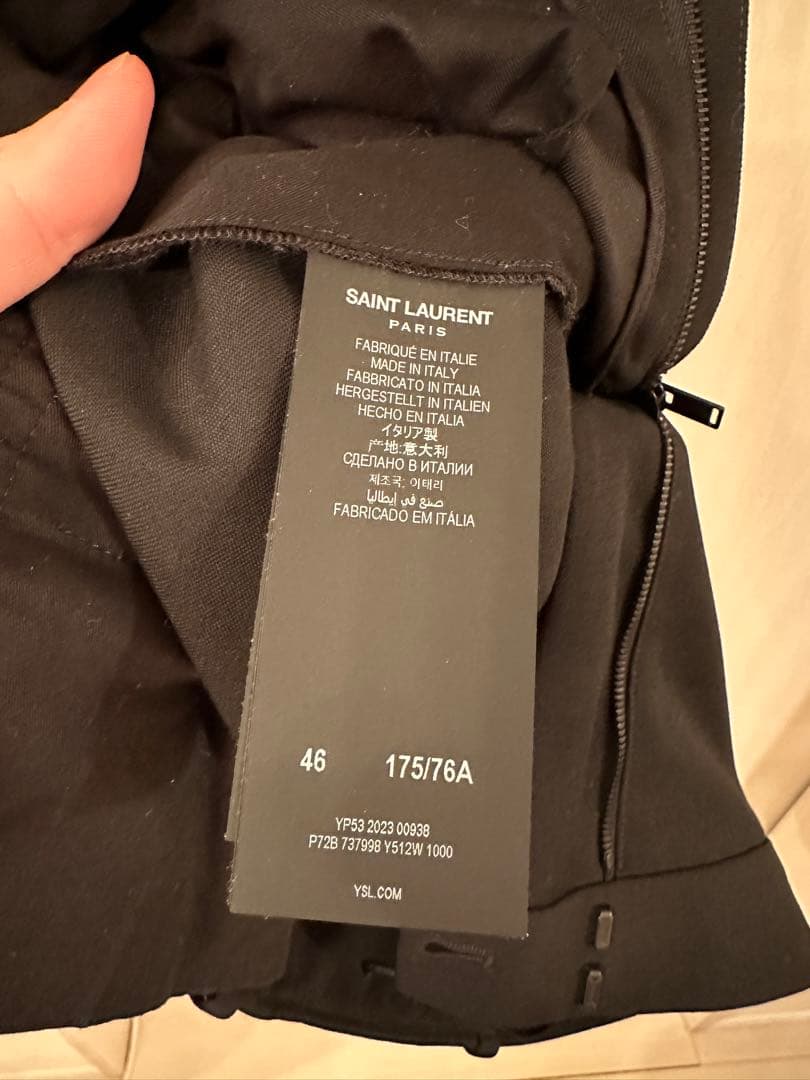 SAINT LAURENT
PARIS
FABRIQUÉ EN ITALIE
MADE IN ITALY
FABBRICATO IN ITALIA
HERGESTELLT IN ITALIEN
HECHO EN ITALIA
イタリア製
产地:意大利
СДЕЛАНО В ИТАЛИИ
제조국: 이태리
صنع في إيطاليا
FABRICADO EM ITÁLIA
46 175/76A
YP53 2023 00938
P72B 737998 Y512W 1000
YSL.COM